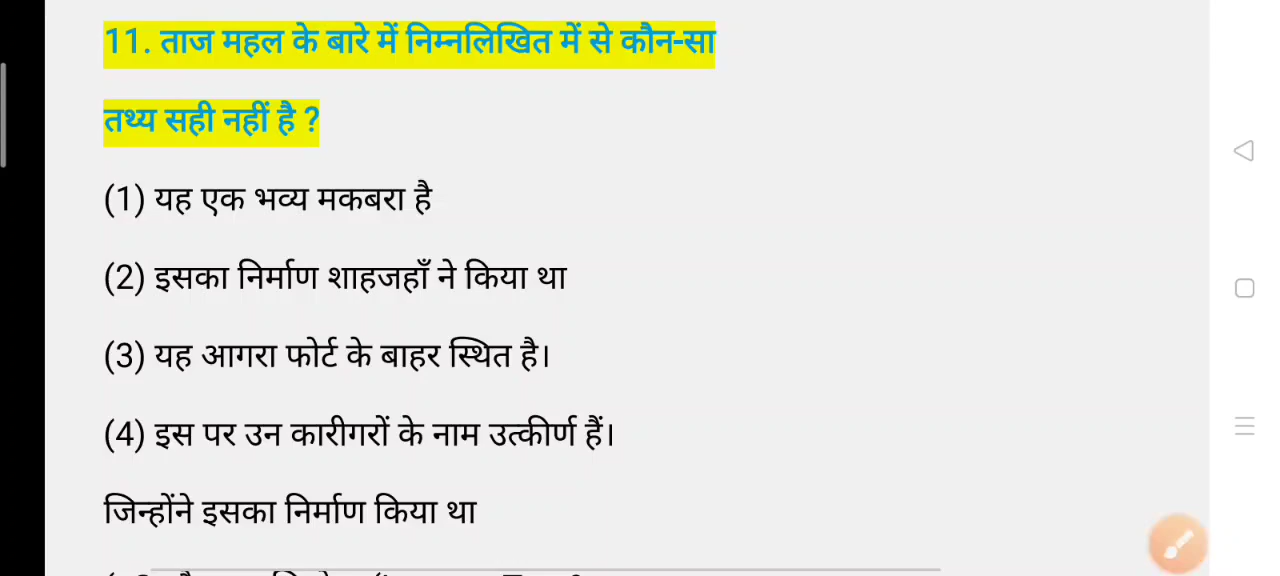 11. ताज महल के बारे में निम्नलिखित में से कौन-सा
तथ्य सही नहीं है ?
(1) यह एक भव्य मकबरा है
(2) इसका निर्माण शाहजहाँ ने किया था
(3) यह आगरा फोर्ट के बाहर स्थित है।
(4) इस पर उन कारीगरों के नाम उत्कीर्ण हैं।
जिन्होंने इसका निर्माण किया था